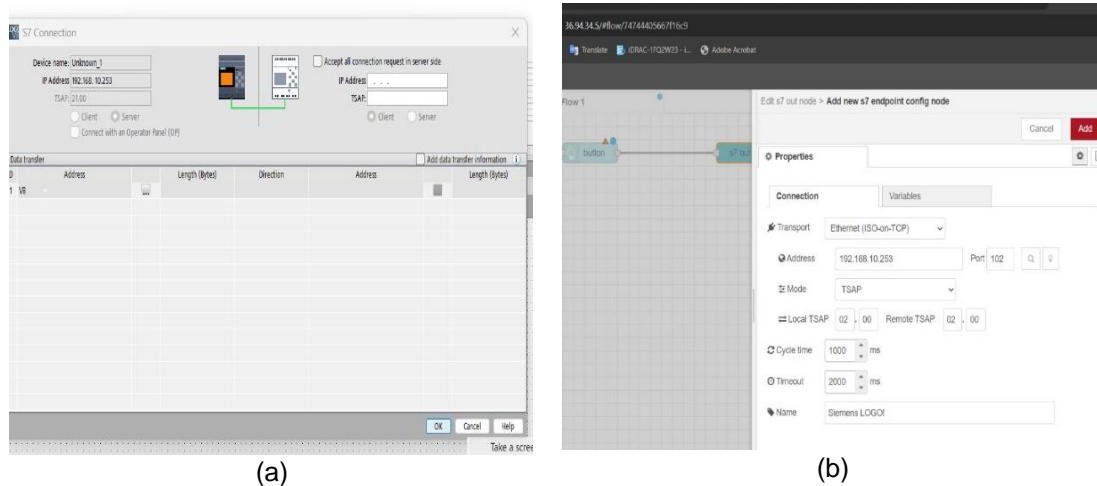 S7 Connection
X
Device name: Unknown_1
IP Address: 192.168. 10.253
TSAP: 21.00
Client Server
Connect with an Operator Panel (OP)
Accept all connection request in server side
IP Address: . . .
TSAP:
Client Server
Data transfer
Add data transfer information
Address Length (Bytes) Direction Address Length (Bytes)
1 VB ...
OK Cancel Help
Take a scree
(a)
36.94.34.5/#flow/74744405667f16c9
Translate iDRAC-1FQ2W23 - i... Adobe Acrobat
Flow 1
button s7 out
Edit s7 out node > Add new s7 endpoint config node
Cancel Add
Properties
Connection Variables
Transport Ethernet (ISO-on-TCP)
Address 192.168.10.253 Port 102
Mode TSAP
Local TSAP 02 . 00 Remote TSAP 02 . 00
Cycle time 1000 ms
Timeout 2000 ms
Name Siemens LOGO!
(b)